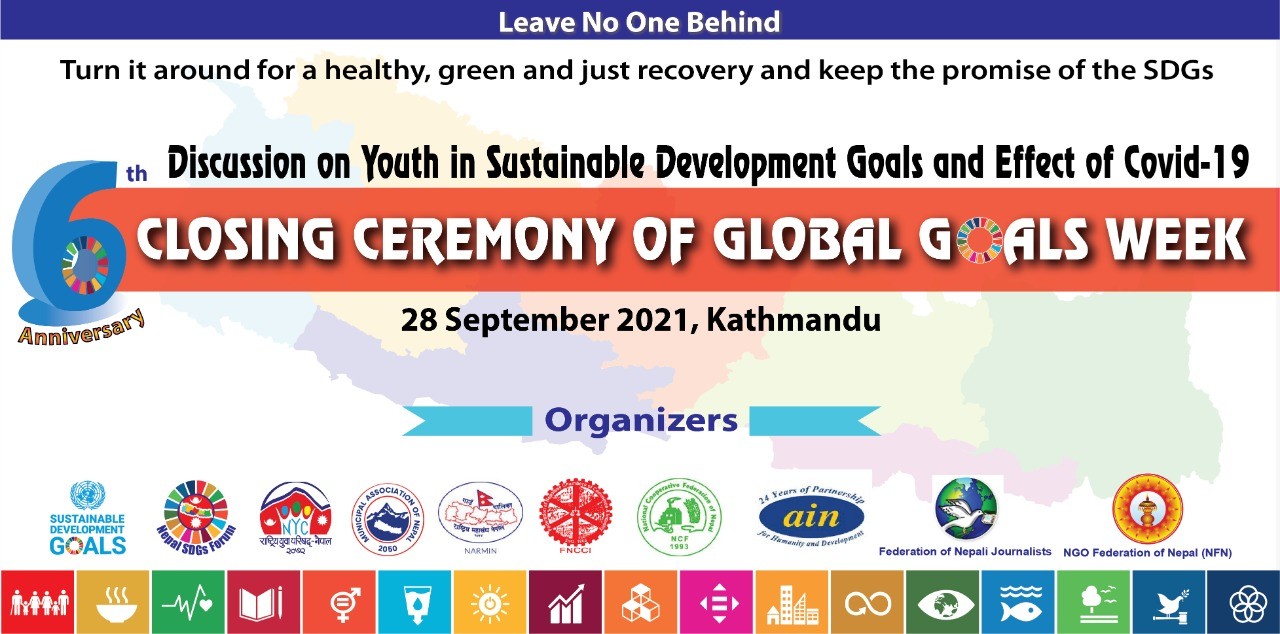 Leave No One Behind
Turn it around for a healthy, green and just recovery and keep the promise of the SDGs
6th Anniversary
Discussion on Youth in Sustainable Development Goals and Effect of Covid-19
CLOSING CEREMONY OF GLOBAL GOALS WEEK
28 September 2021, Kathmandu
Organizers
SUSTAINABLE
DEVELOPMENT
GOALS
Nepal SDGs Forum
NYC
राष्ट्रिय युवा परिषद्-नेपाल
२०७२
MUNICIPAL ASSOCIATION OF NEPAL
2050
गाउँ पालिका
राष्ट्रिय महासंघ नेपाल
NARMIN
FNCCI
National Cooperative Federation of Nepal
NCF
1993
24 Years of Partnership
ain
for Humanity and Development
Federation of Nepali Journalists
NGO Federation of Nepal (NFN)